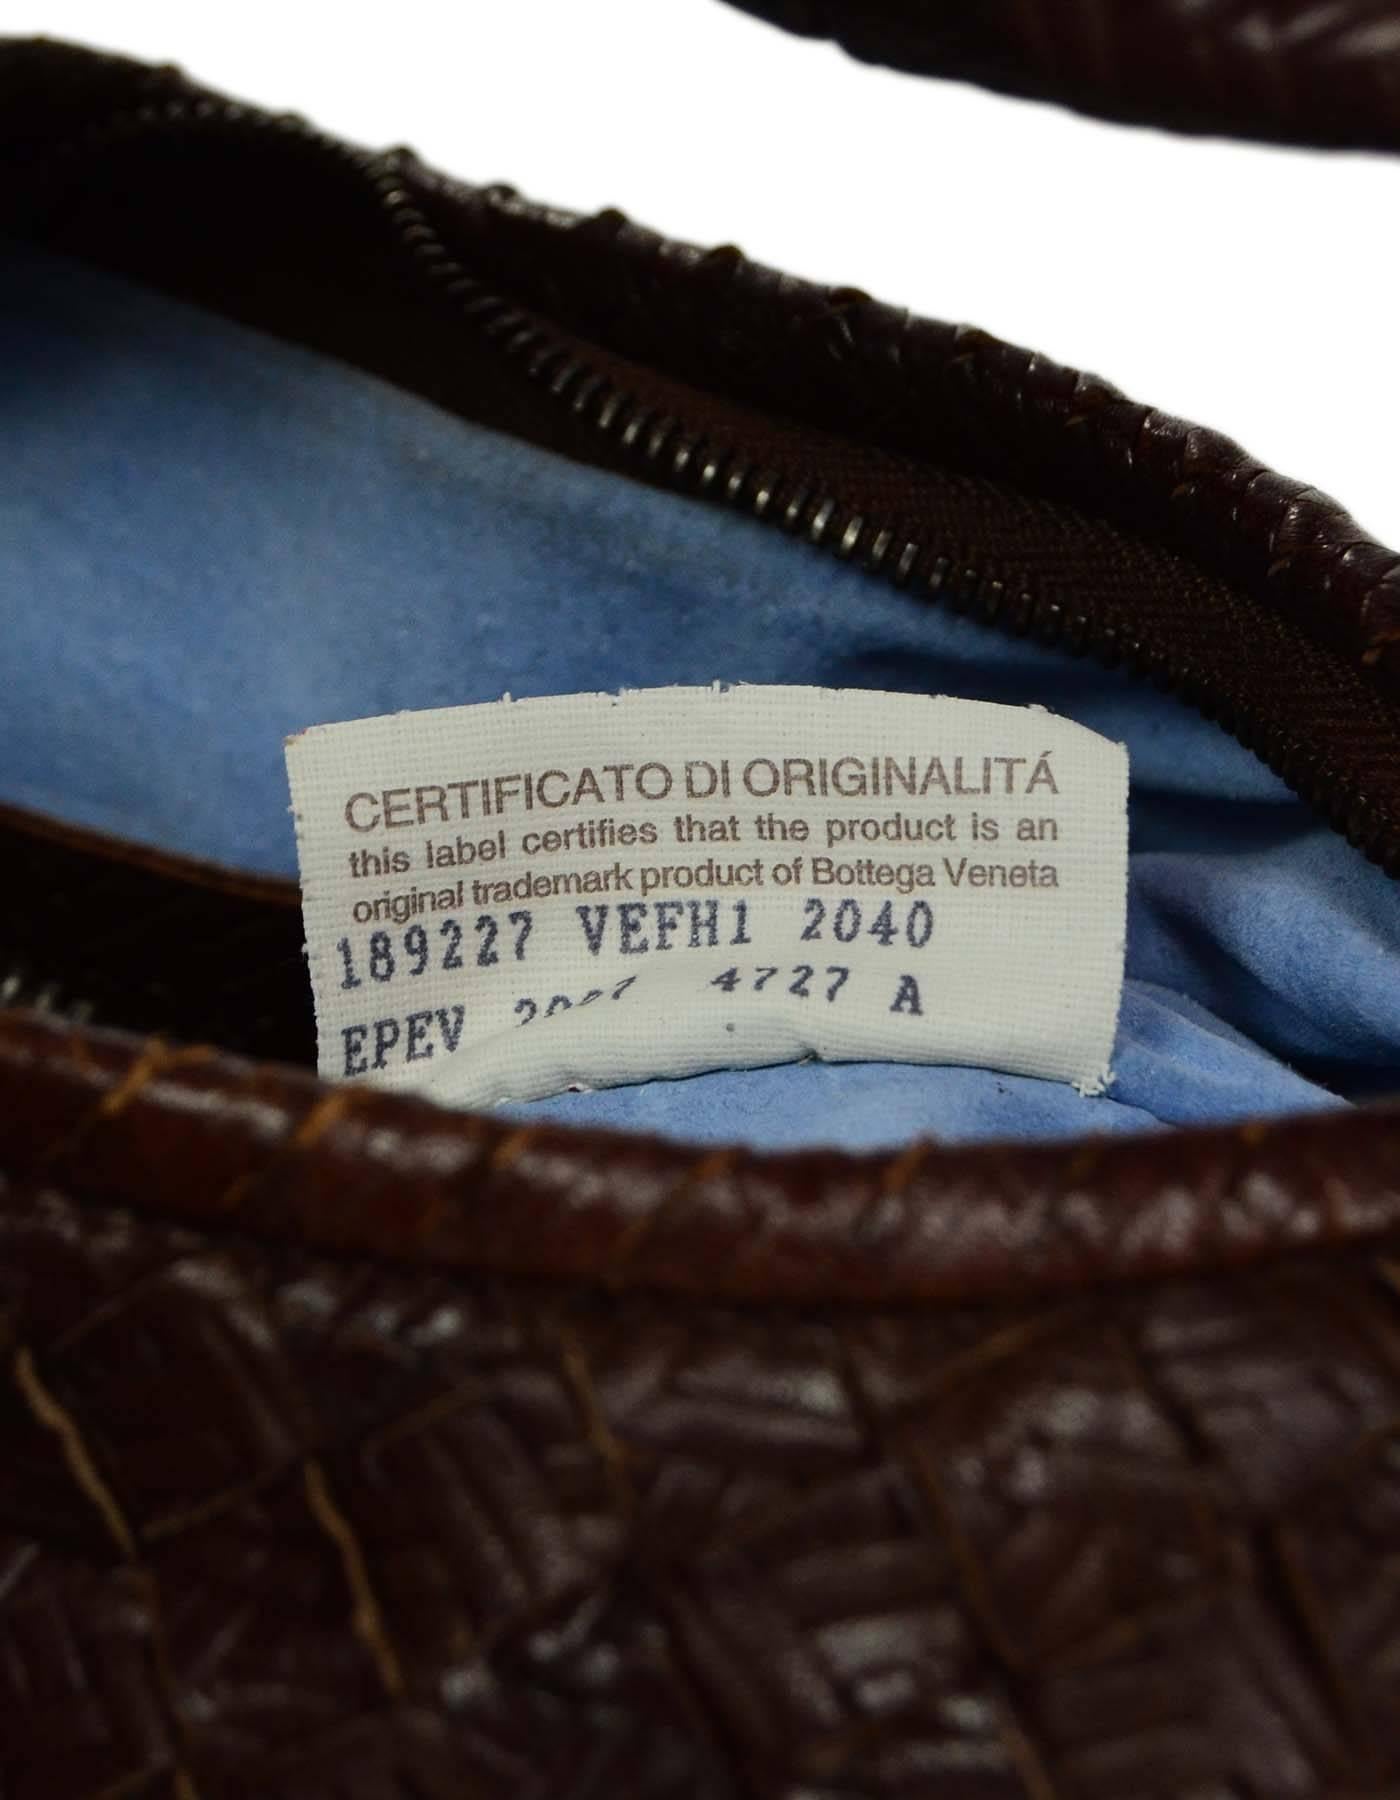 CERTIFICATO DI ORIGINALITÁ
this label certifies that the product is an
original trademark product of Bottega Veneta
189227 VEFH1 2040
EPEV 4727 A